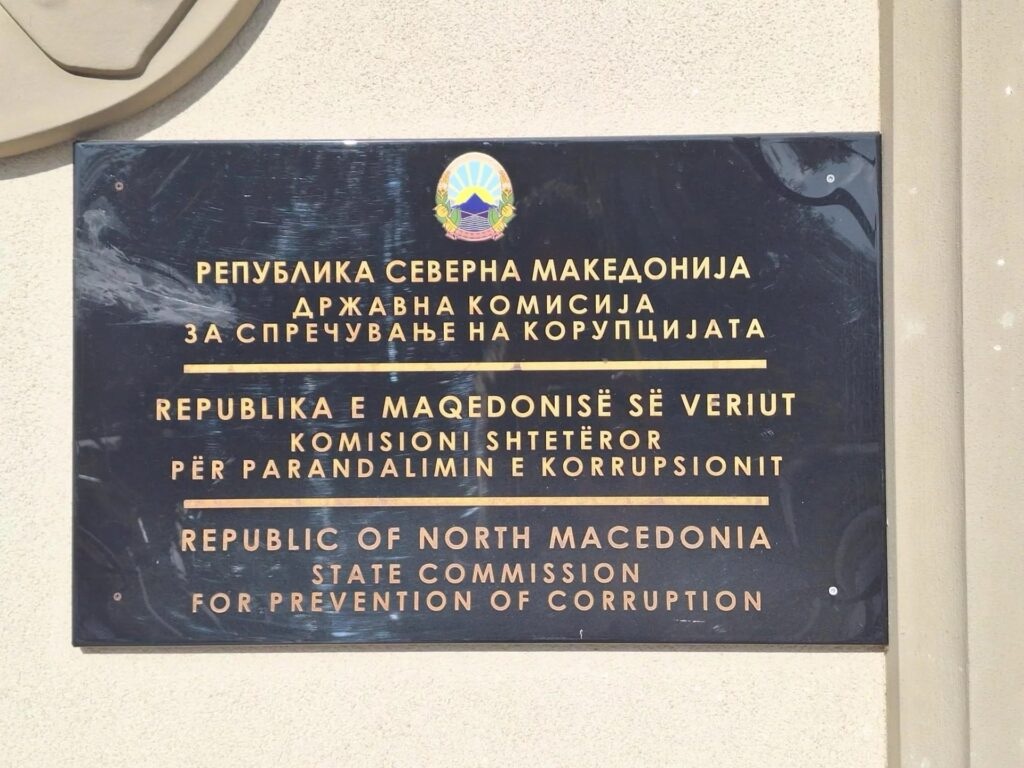 РЕПУБЛИКА СЕВЕРНА МАКЕДОНИЈА
ДРЖАВНА КОМИСИЈА
ЗА СПРЕЧУВАЊЕ НА КОРУПЦИЈАТА
REPUBLIKA E MAQEDONISË SË VERIUT
KOMISIONI SHTETËROR
PËR PARANDALIMIN E KORRUPSIONIT
REPUBLIC OF NORTH MACEDONIA
STATE COMMISSION
FOR PREVENTION OF CORRUPTION